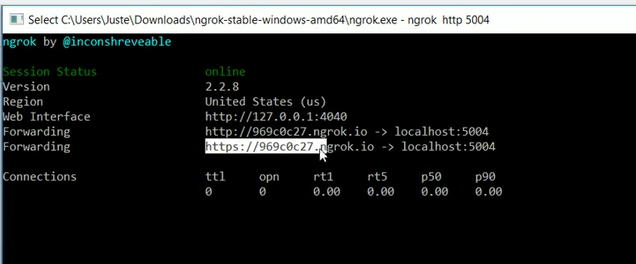 Select C:\Users\Juste\Downloads\ngrok-stable-windows-amd64\ngrok.exe - ngrok  http 5004
ngrok by @inconshreveable
Session Status online
Version 2.2.8
Region United States (us)
Web Interface http://127.0.0.1:4040
Forwarding http://969c0c27.ngrok.io -> localhost:5004
Forwarding https://969c0c27.ngrok.io -> localhost:5004
Connections ttl opn rt1 rt5 p50 p90
0 0 0.00 0.00 0.00 0.00